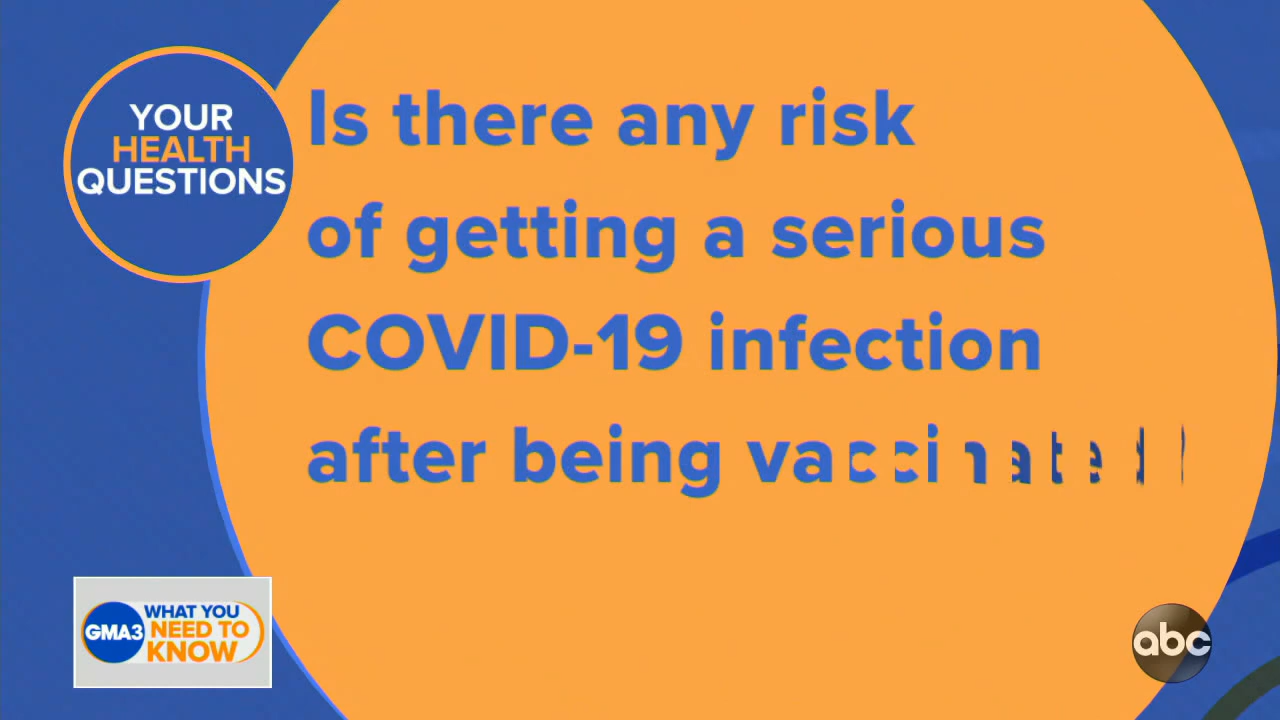 YOUR
HEALTH
QUESTIONS
Is there any risk
of getting a serious
COVID-19 infection
after being vaccinated?
GMA3
WHAT YOU
NEED TO
KNOW
abc